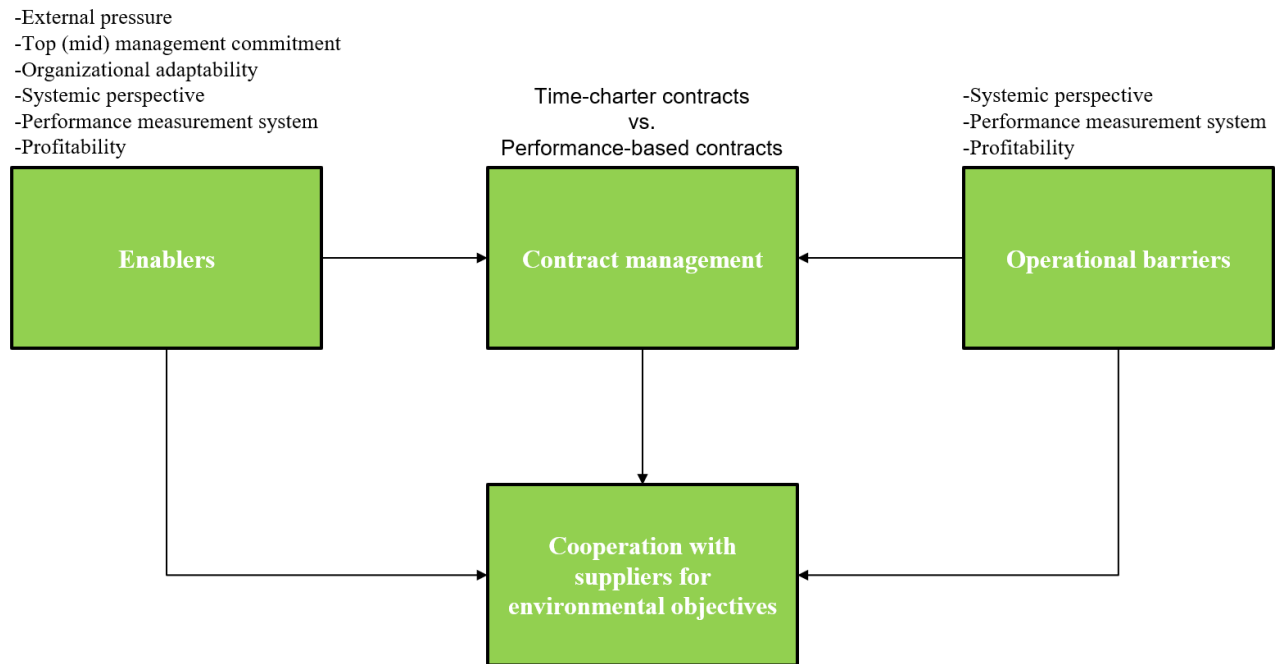 -External pressure
-Top (mid) management commitment
-Organizational adaptability
-Systemic perspective
-Performance measurement system
-Profitability
Time-charter contracts
vs.
Performance-based contracts
-Systemic perspective
-Performance measurement system
-Profitability
Enablers
Contract management
Operational barriers
Cooperation with
suppliers for
environmental objectives